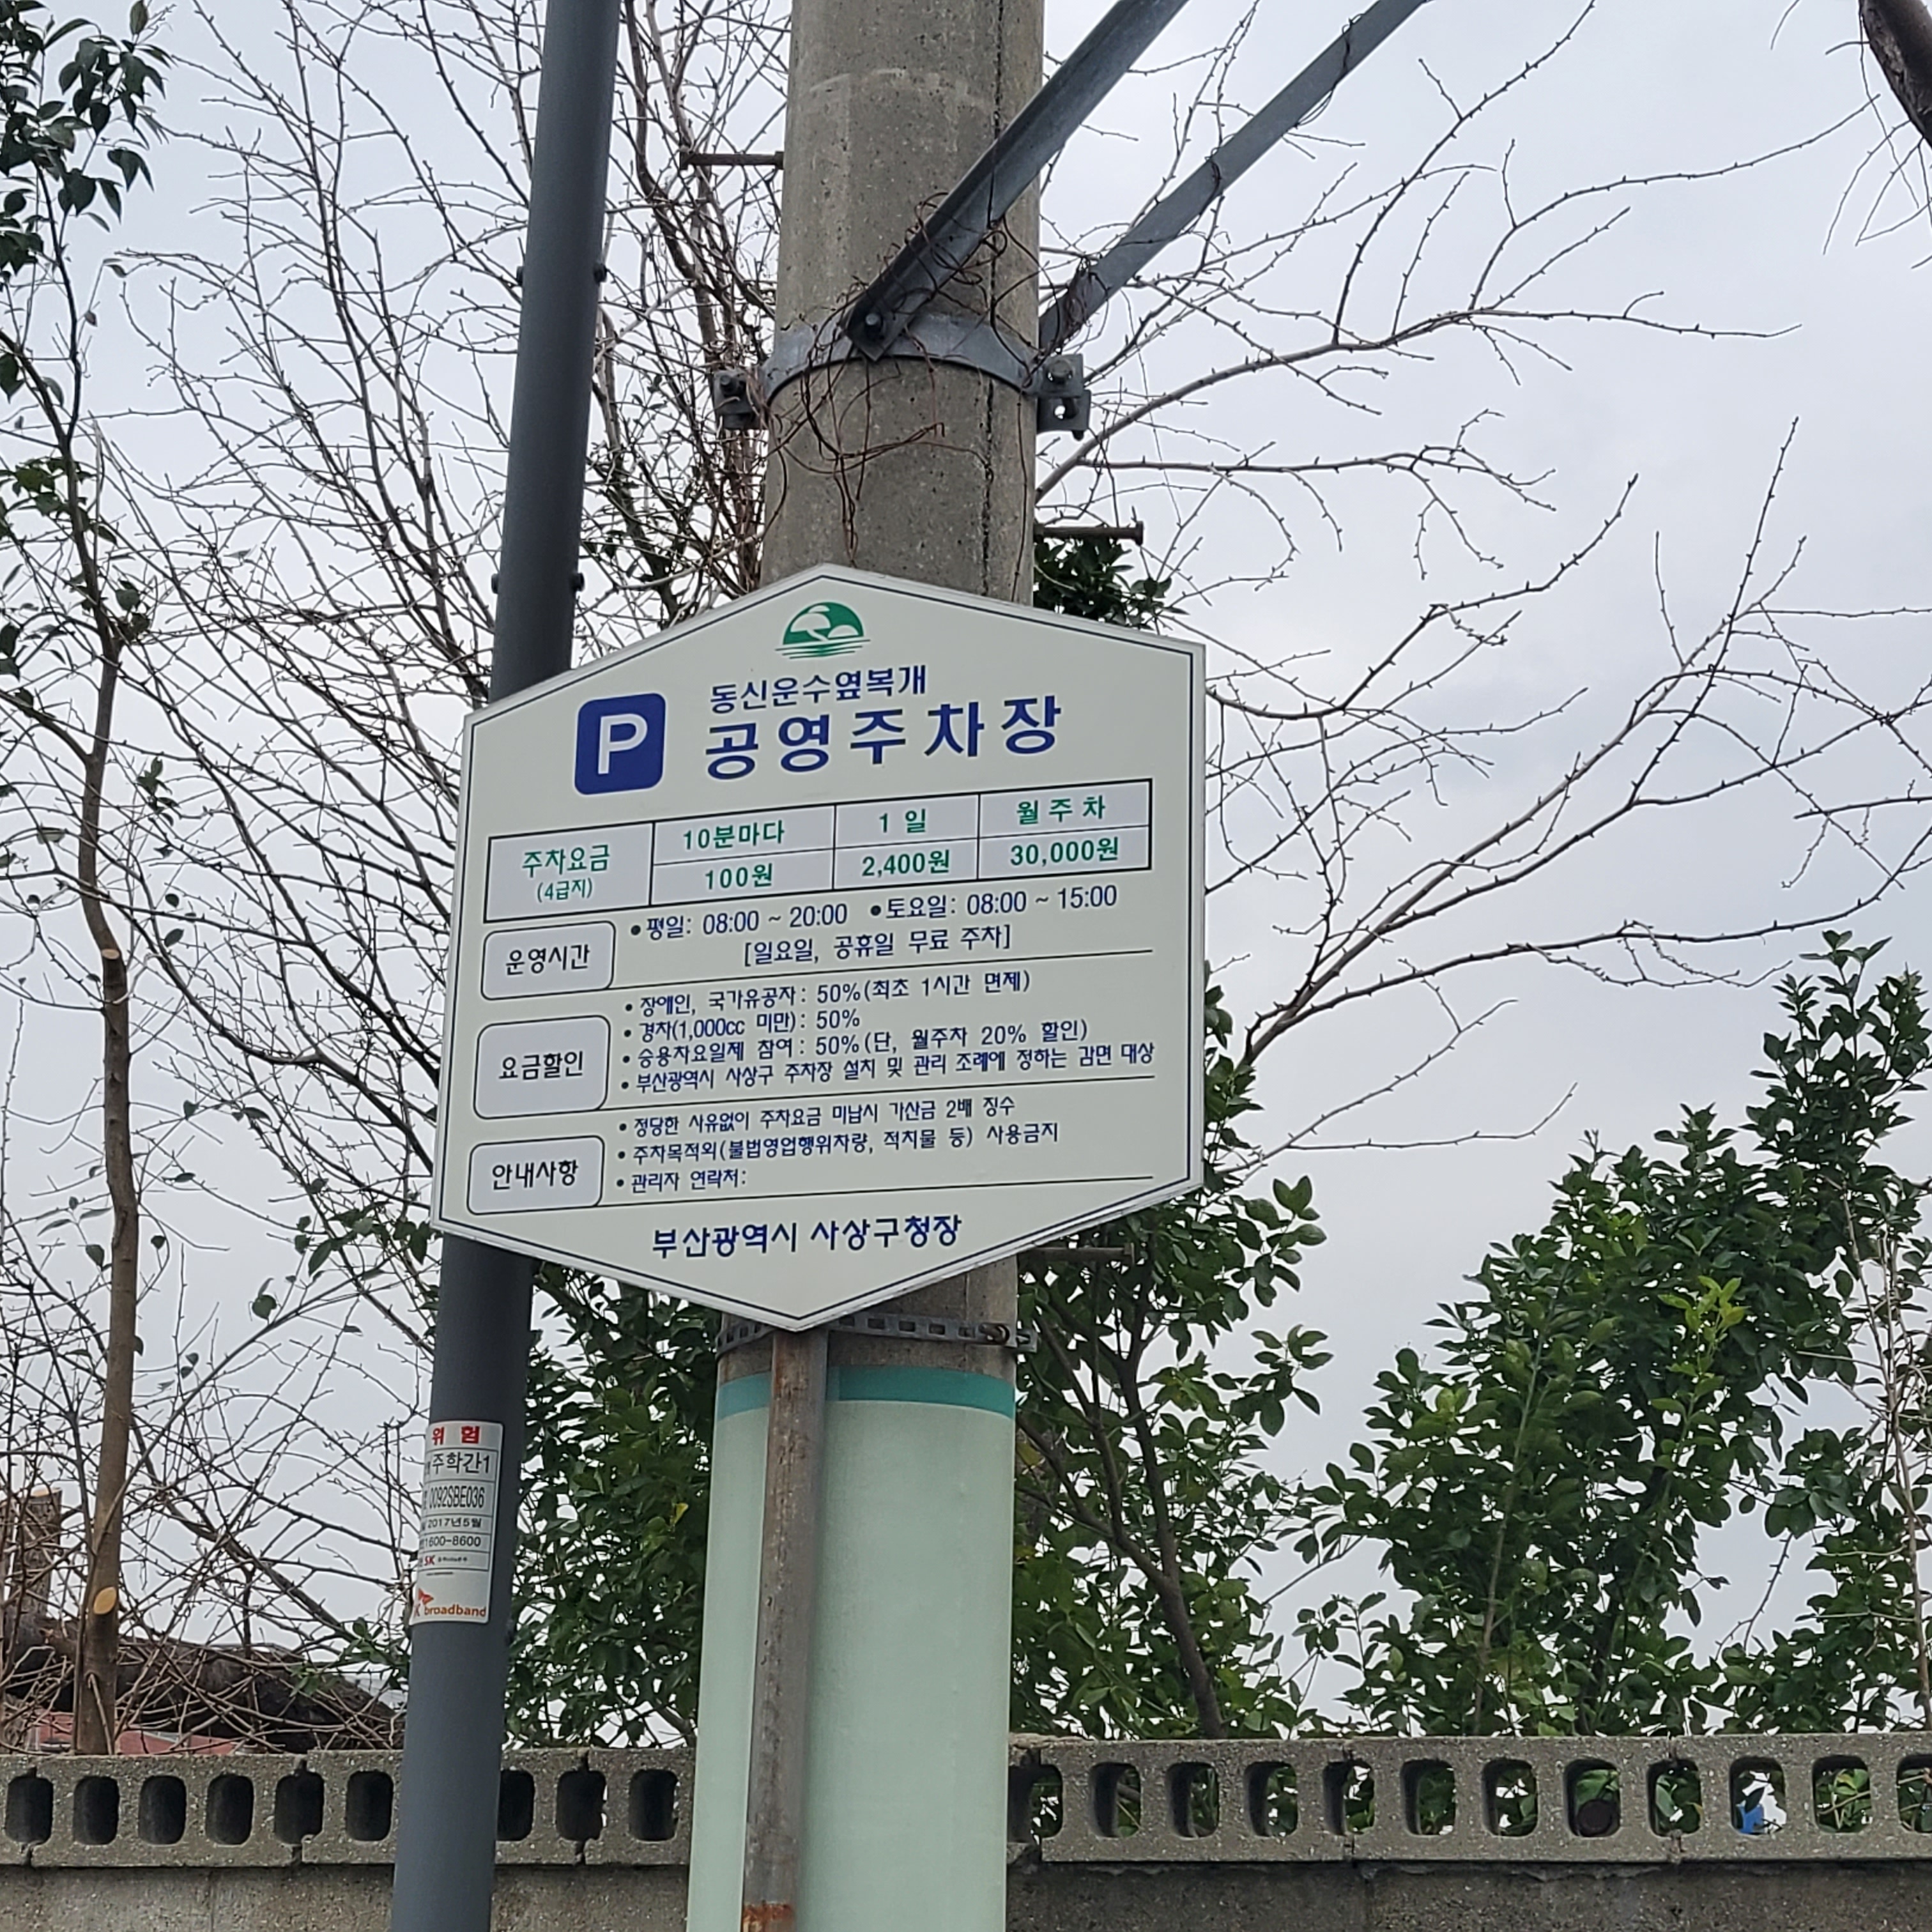 동신운수옆복개
P 공영주차장
주차요금 (4급지)
10분마다 1일 월주차
100원 2,400원 30,000원
운영시간
• 평일: 08:00 ~ 20:00 • 토요일: 08:00 ~ 15:00
[일요일, 공휴일 무료 주차]
요금할인
• 장애인, 국가유공자: 50%(최초 1시간 면제)
• 경차(1,000cc 미만): 50%
• 승용차요일제 참여: 50%(단, 월주차 20% 할인)
• 부산광역시 사상구 주차장 설치 및 관리 조례에 정하는 감면 대상
안내사항
• 정당한 사유없이 주차요금 미납시 가산금 2배 징수
• 주차목적외(불법영업행위차량, 적치물 등) 사용금지
• 관리자 연락처:
부산광역시 사상구청장
위 험
주학간1
0092SBE036
2017년5월
1600-8600
SK
broadband